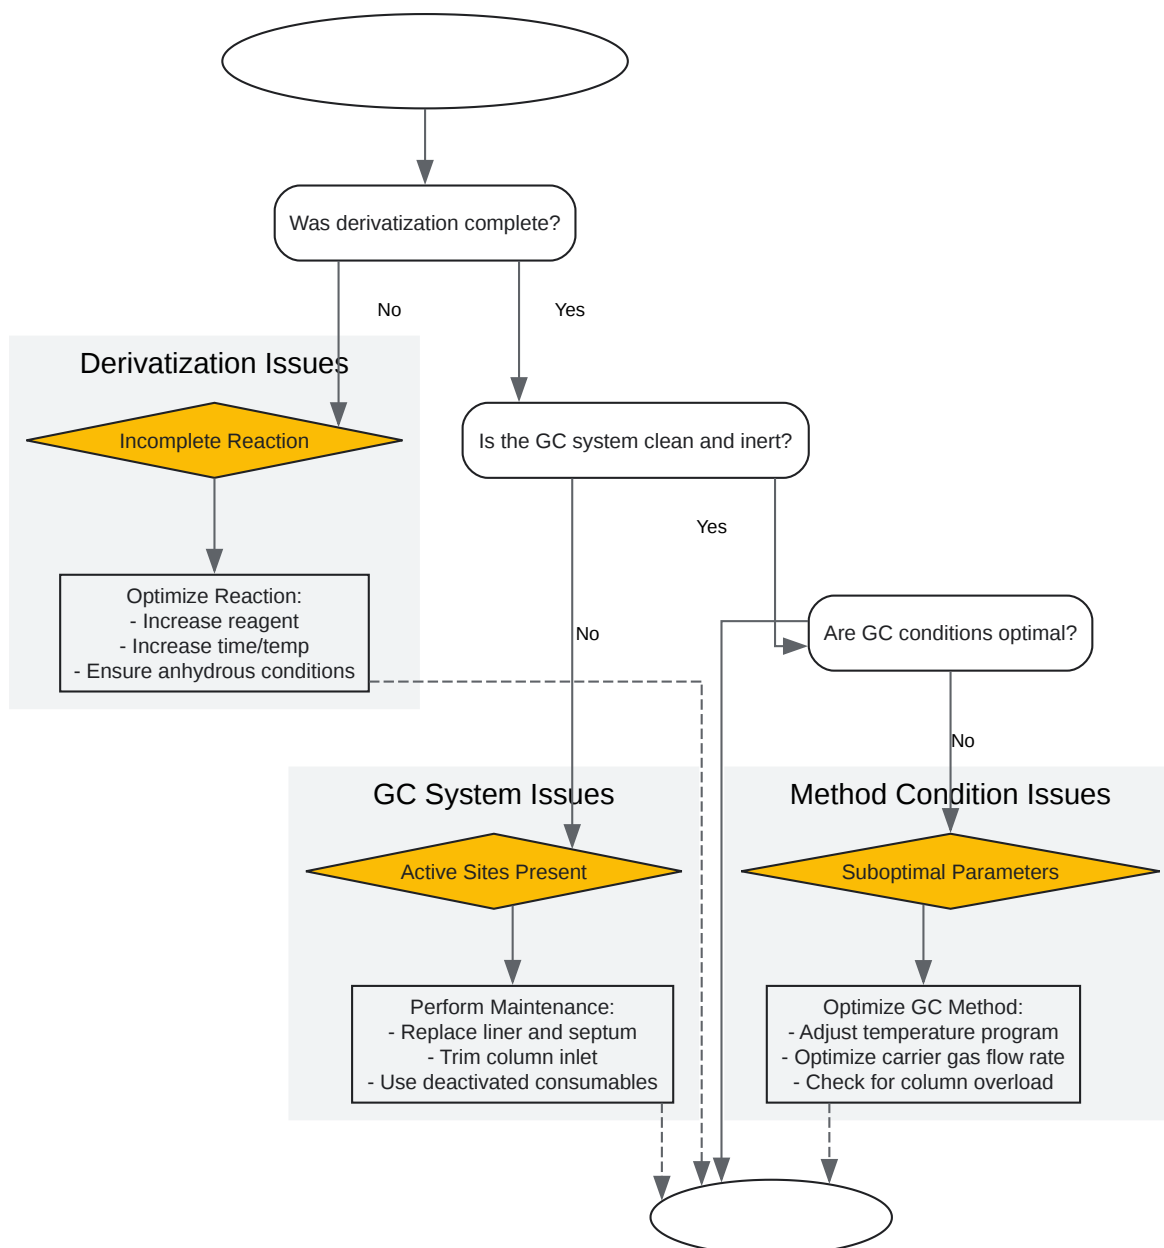 Was derivatization complete?
No
Yes
Derivatization Issues
Incomplete Reaction
Is the GC system clean and inert?
Yes
Optimize Reaction:
- Increase reagent
- Increase time/temp
- Ensure anhydrous conditions
No
Are GC conditions optimal?
No
GC System Issues
Method Condition Issues
Active Sites Present
Suboptimal Parameters
Perform Maintenance:
- Replace liner and septum
- Trim column inlet
- Use deactivated consumables
Optimize GC Method:
- Adjust temperature program
- Optimize carrier gas flow rate
- Check for column overload